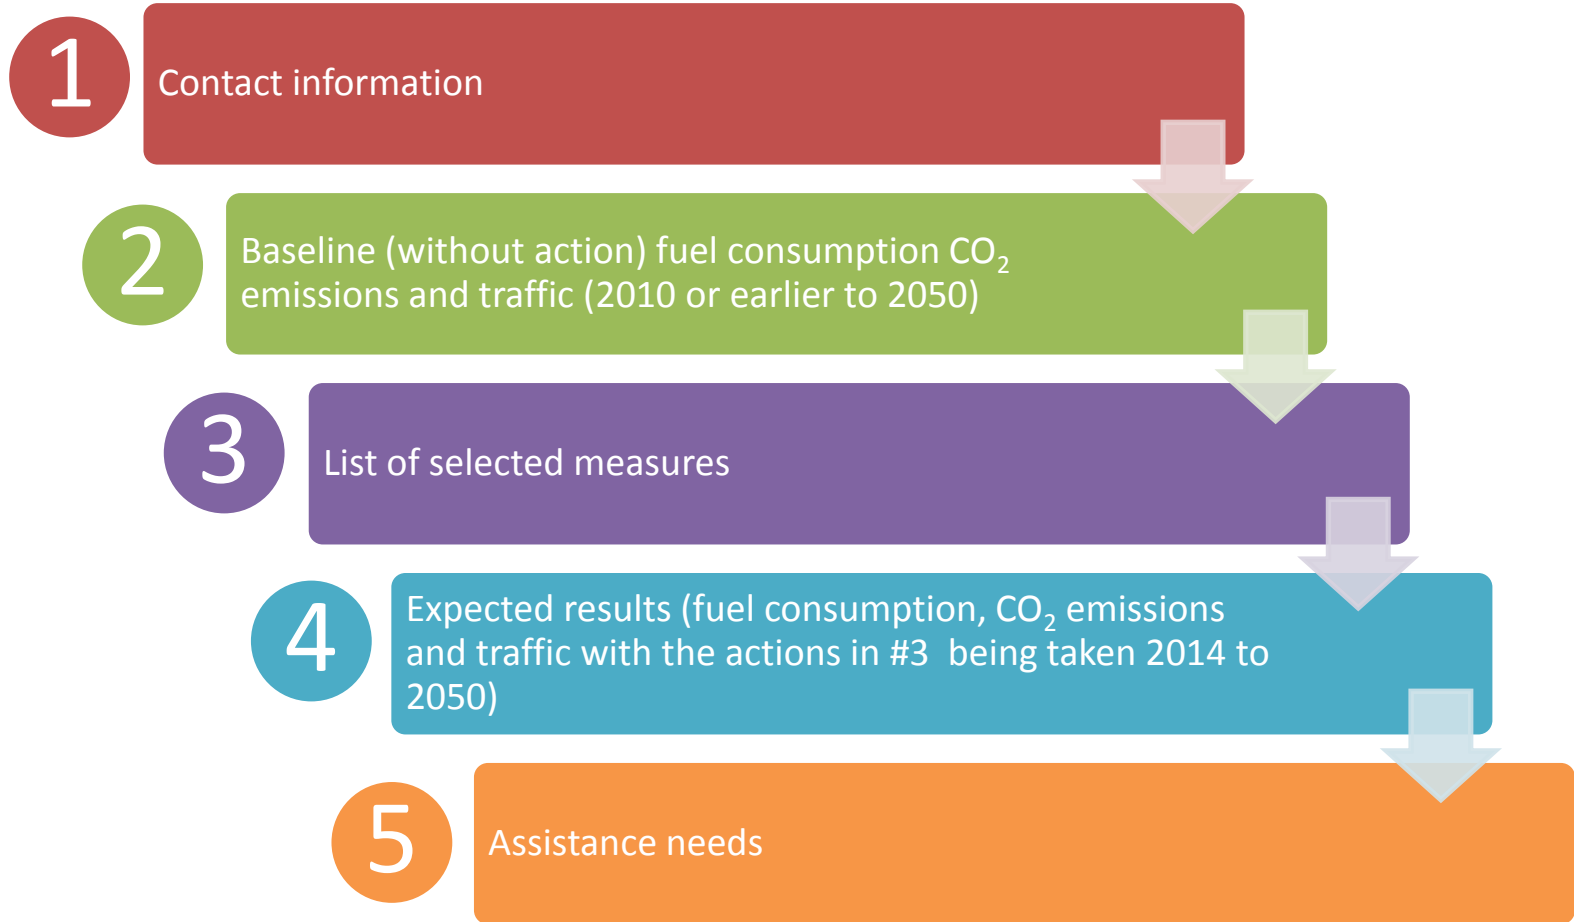 1
Contact information
2
Baseline (without action) fuel consumption CO₂
emissions and traffic (2010 or earlier to 2050)
3
List of selected measures
4
Expected results (fuel consumption, CO₂ emissions
and traffic with the actions in #3  being taken 2014 to
2050)
5
Assistance needs